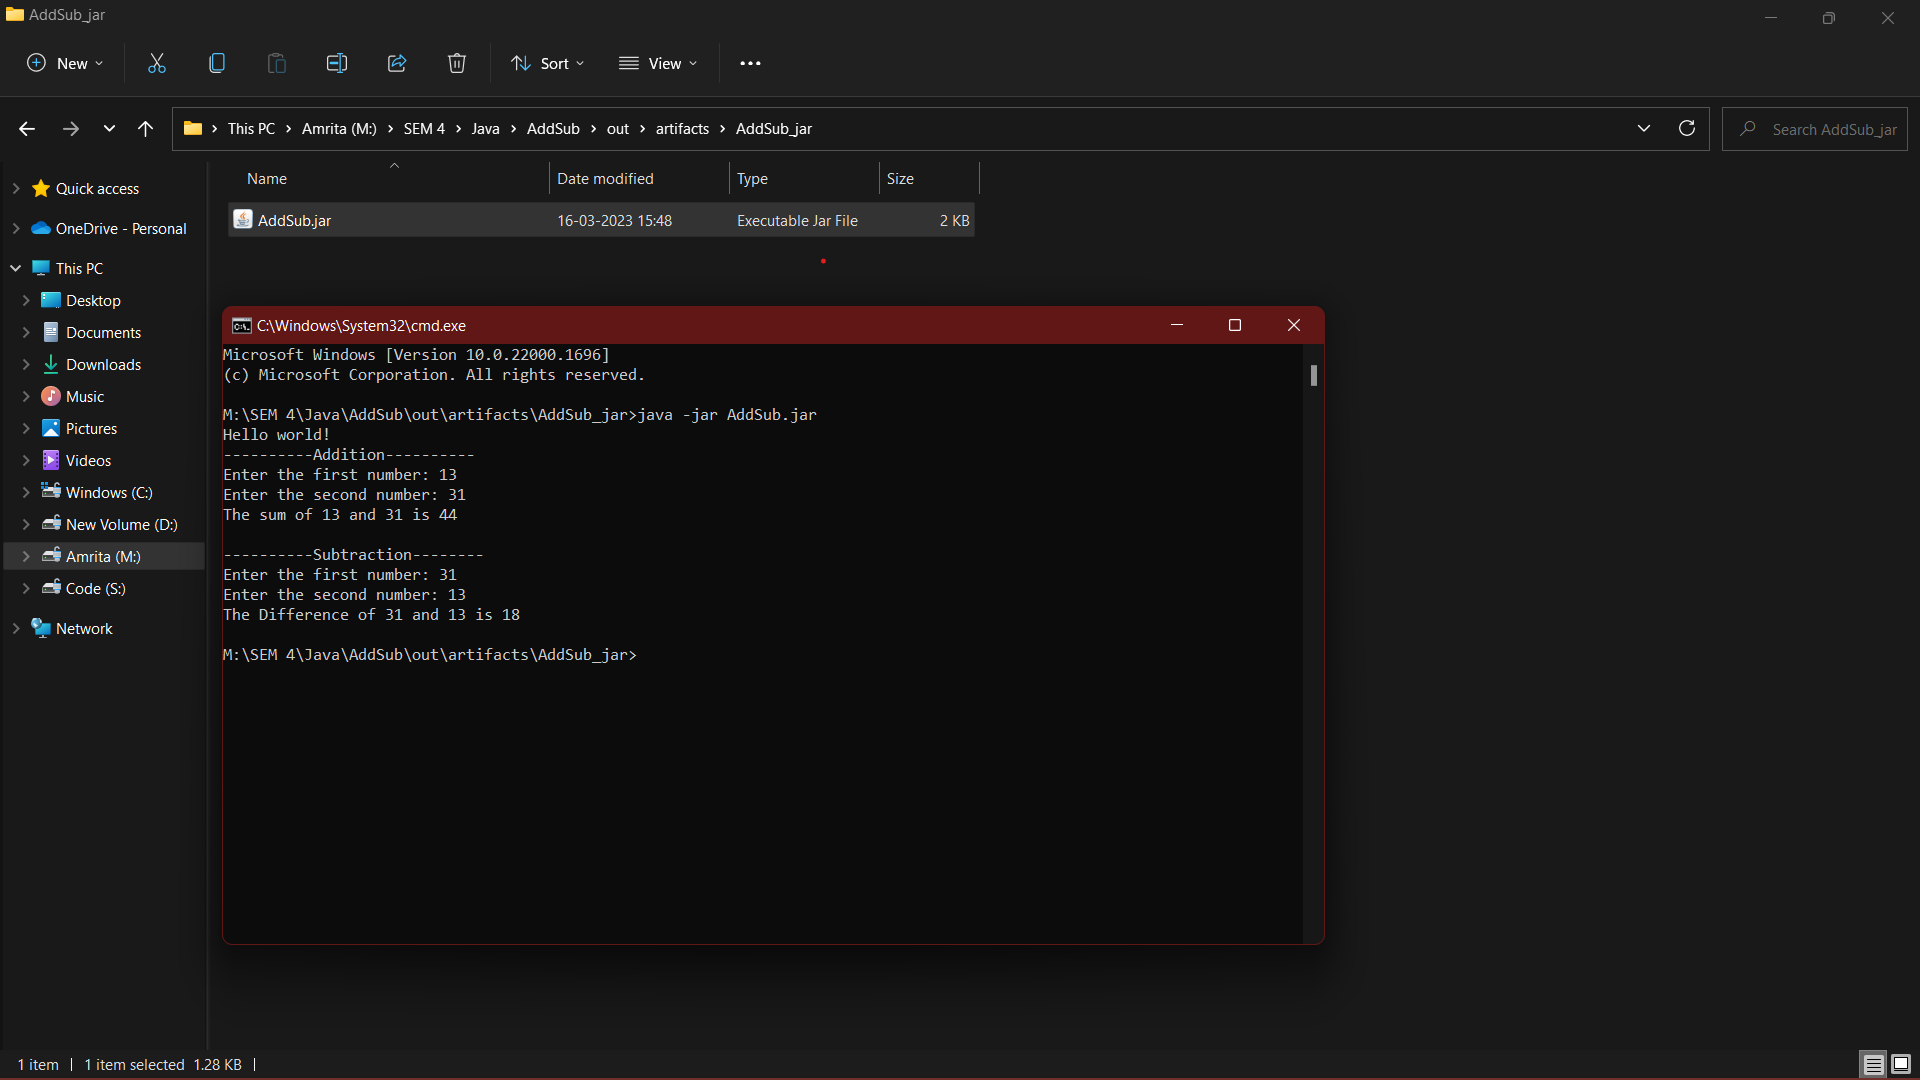 AddSub_jar
New
Sort
View
This PC > Amrita (M:) > SEM 4 > Java > AddSub > out > artifacts > AddSub_jar
Search AddSub_jar
Quick access
OneDrive - Personal
This PC
Desktop
Documents
Downloads
Music
Pictures
Videos
Windows (C:)
New Volume (D:)
Amrita (M:)
Code (S:)
Network
Name Date modified Type Size
AddSub.jar 16-03-2023 15:48 Executable Jar File 2 KB
C:\Windows\System32\cmd.exe
Microsoft Windows [Version 10.0.22000.1696]
(c) Microsoft Corporation. All rights reserved.
M:\SEM 4\Java\AddSub\out\artifacts\AddSub_jar>java -jar AddSub.jar
Hello world!
----------Addition----------
Enter the first number: 13
Enter the second number: 31
The sum of 13 and 31 is 44
----------Subtraction--------
Enter the first number: 31
Enter the second number: 13
The Difference of 31 and 13 is 18
M:\SEM 4\Java\AddSub\out\artifacts\AddSub_jar>
1 item | 1 item selected 1.28 KB |